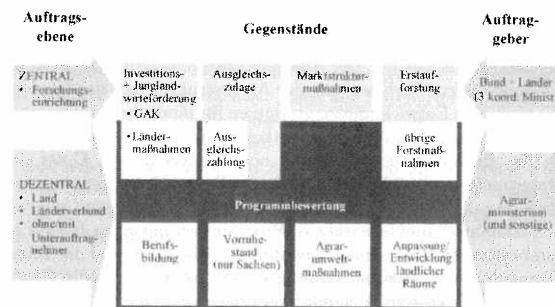 Auftrags-
ebene
Gegenstände
Auftrag-
geber
ZENTRAL
• Forschungs-
einrichtung
Investitions-
+ Jungland-
wirteförderung
• GAK
Ausgleichs-
zulage
Marktstruktur-
maßnahmen
Erstauf-
forstung
Bund - Länder
(3 koord. Minist.)
• Länder-
maßnahmen
Aus-
gleichs-
zahlung
übrige
Forstmaß-
nahmen
DEZENTRAL
• Land
• Länderverbund
• ohne/mit
Unterauftrag-
nehmer
Programmbewertung
Agrar-
ministerium
(und sonstige)
Berufs-
bildung
Vorruhe-
stand
(nur Sachsen)
Agrar-
umwelt-
maßnahmen
Anpassung/
Entwicklung
ländlicher
Räume